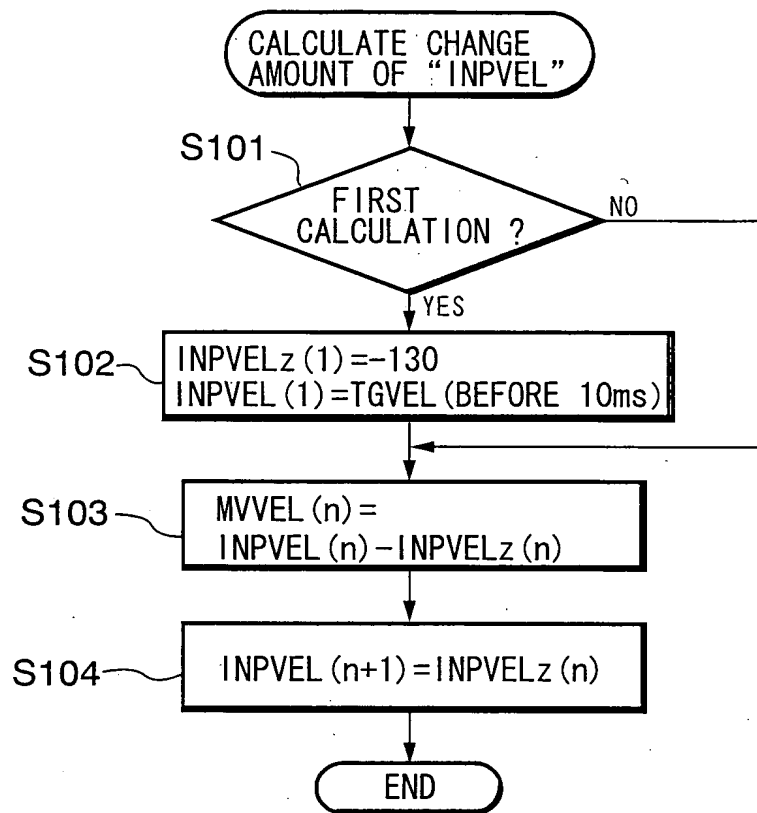 CALCULATE CHANGE
AMOUNT OF “INPVEL”
S101
FIRST
CALCULATION ?
NO
YES
S102
INPVELz(1)=-130
INPVEL(1)=TGVEL(BEFORE 10ms)
S103
MVVEL(n)=
INPVEL(n)-INPVELz(n)
S104
INPVEL(n+1)=INPVELz(n)
END